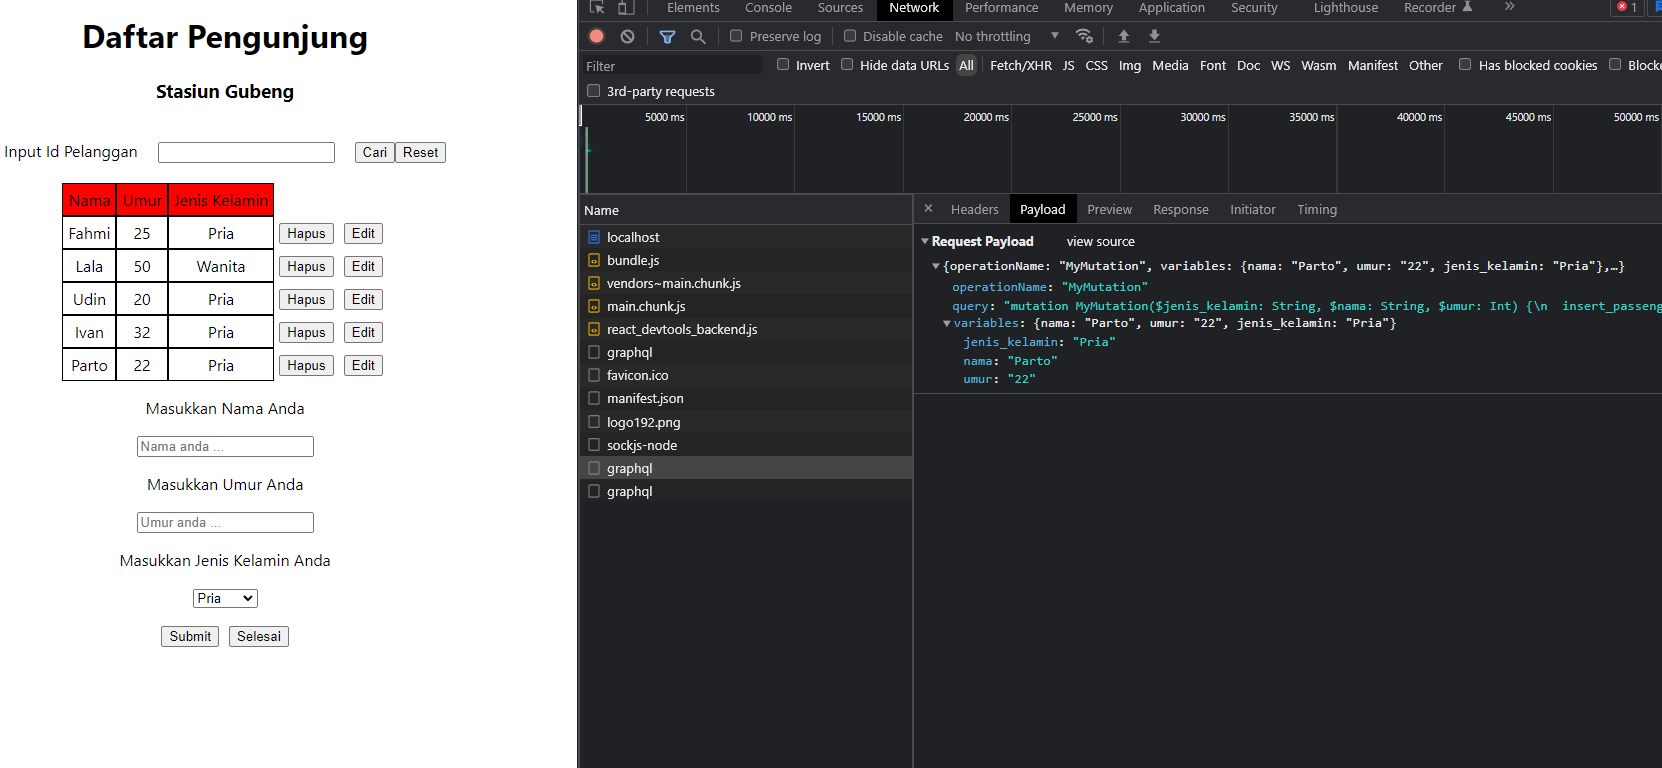 Daftar Pengunjung
Stasiun Gubeng
Input Id Pelanggan Cari Reset
Nama Umur Jenis Kelamin
Fahmi 25 Pria Hapus Edit
Lala 50 Wanita Hapus Edit
Udin 20 Pria Hapus Edit
Ivan 32 Pria Hapus Edit
Parto 22 Pria Hapus Edit
Masukkan Nama Anda
Nama anda ...
Masukkan Umur Anda
Umur anda ...
Masukkan Jenis Kelamin Anda
Pria
Submit Selesai
Elements Console Sources Network Performance Memory Application Security Lighthouse Recorder » 1
Preserve log Disable cache No throttling
Filter Invert Hide data URLs All Fetch/XHR JS CSS Img Media Font Doc WS Wasm Manifest Other Has blocked cookies Blocke
3rd-party requests
5000 ms 10000 ms 15000 ms 20000 ms 25000 ms 30000 ms 35000 ms 40000 ms 45000 ms 50000 ms
Name
localhost
bundle.js
vendors~main.chunk.js
main.chunk.js
react_devtools_backend.js
graphql
favicon.ico
manifest.json
logo192.png
sockjs-node
graphql
graphql
× Headers Payload Preview Response Initiator Timing
Request Payload view source
{operationName: "MyMutation", variables: {nama: "Parto", umur: "22", jenis_kelamin: "Pria"},…}
operationName: "MyMutation"
query: "mutation MyMutation($jenis_kelamin: String, $nama: String, $umur: Int) {\n  insert_passeng
variables: {nama: "Parto", umur: "22", jenis_kelamin: "Pria"}
jenis_kelamin: "Pria"
nama: "Parto"
umur: "22"